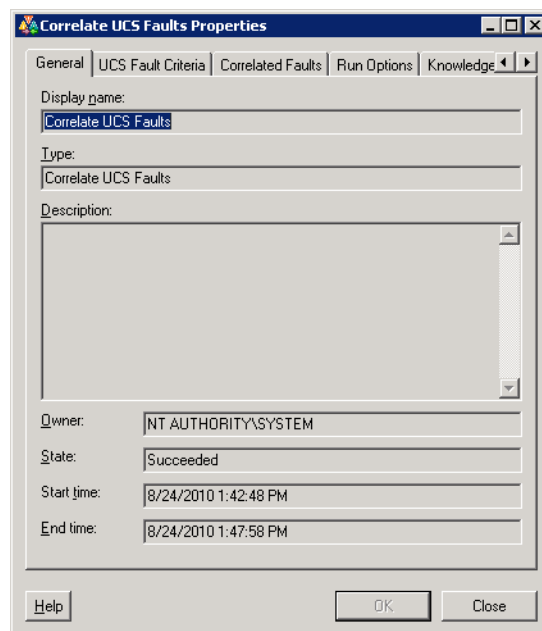 Correlate UCS Faults Properties
General UCS Fault Criteria Correlated Faults Run Options Knowledge
Display name:
Correlate UCS Faults
Type:
Correlate UCS Faults
Description:
Owner: NT AUTHORITY\SYSTEM
State: Succeeded
Start time: 8/24/2010 1:42:48 PM
End time: 8/24/2010 1:47:58 PM
Help OK Close